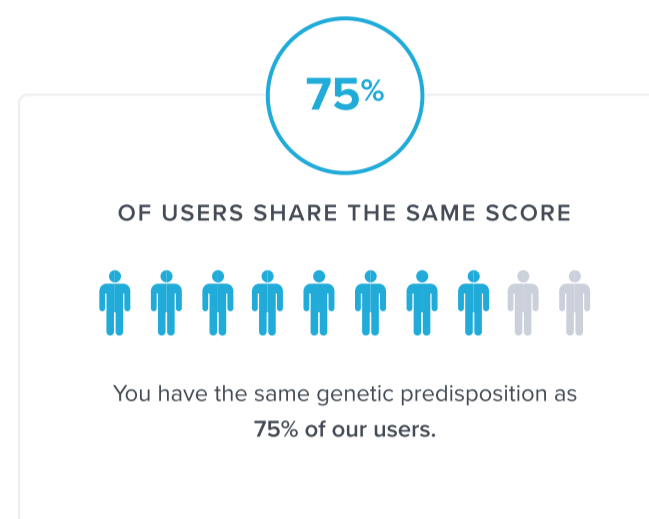 75%
OF USERS SHARE THE SAME SCORE
You have the same genetic predisposition as
75% of our users.